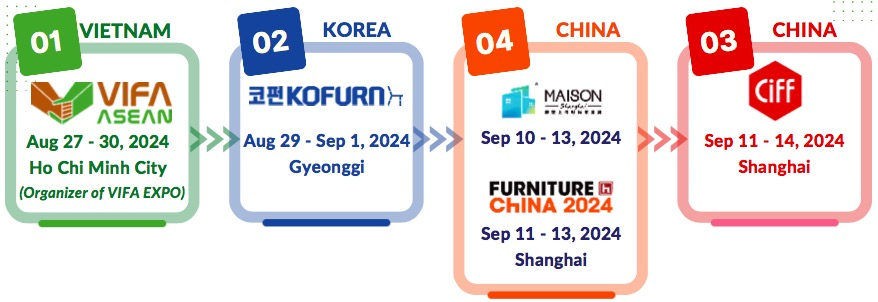 01
VIETNAM
VIFA
ASEAN
Aug 27 - 30, 2024
Ho Chi Minh City
(Organizer of VIFA EXPO)
02
KOREA
코펀 KOFURN
Aug 29 - Sep 1, 2024
Gyeonggi
04
CHINA
MAISON
Shanghai
Sep 10 - 13, 2024
FURNITURE
CHINA 2024
Sep 11 - 13, 2024
Shanghai
03
CHINA
CiFF
Sep 11 - 14, 2024
Shanghai